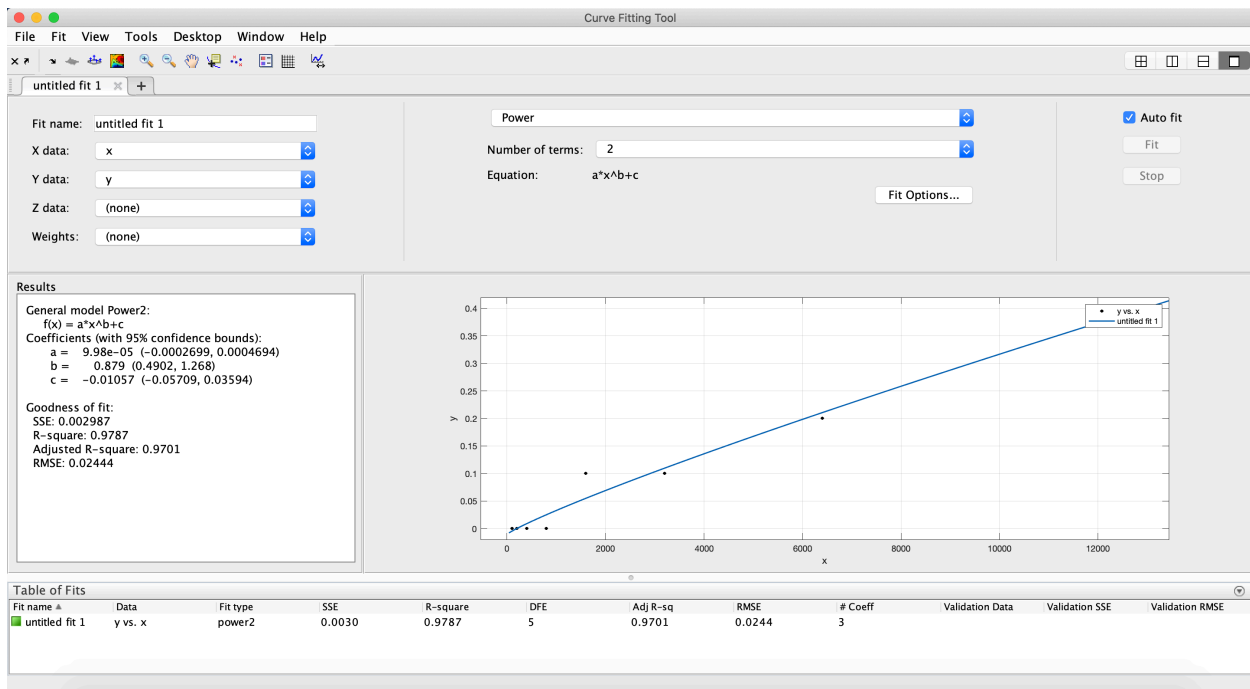 Curve Fitting Tool
File Fit View Tools Desktop Window Help
untitled fit 1
Fit name: untitled fit 1
X data: x
Y data: y
Z data: (none)
Weights: (none)
Power
Number of terms: 2
Equation: a*x^b+c
Fit Options...
Auto fit
Fit
Stop
Results
General model Power2:
f(x) = a*x^b+c
Coefficients (with 95% confidence bounds):
a = 9.98e-05 (-0.0002699, 0.0004694)
b = 0.879 (0.4902, 1.268)
c = -0.01057 (-0.05709, 0.03594)
Goodness of fit:
SSE: 0.002987
R-square: 0.9787
Adjusted R-square: 0.9701
RMSE: 0.02444
y vs. x
untitled fit 1
0.4
0.35
0.3
0.25
0.2
0.15
0.1
0.05
0
y
0 2000 4000 6000 8000 10000 12000
x
Table of Fits
Fit name Data Fit type SSE R-square DFE Adj R-sq RMSE # Coeff Validation Data Validation SSE Validation RMSE
untitled fit 1 y vs. x power2 0.0030 0.9787 5 0.9701 0.0244 3